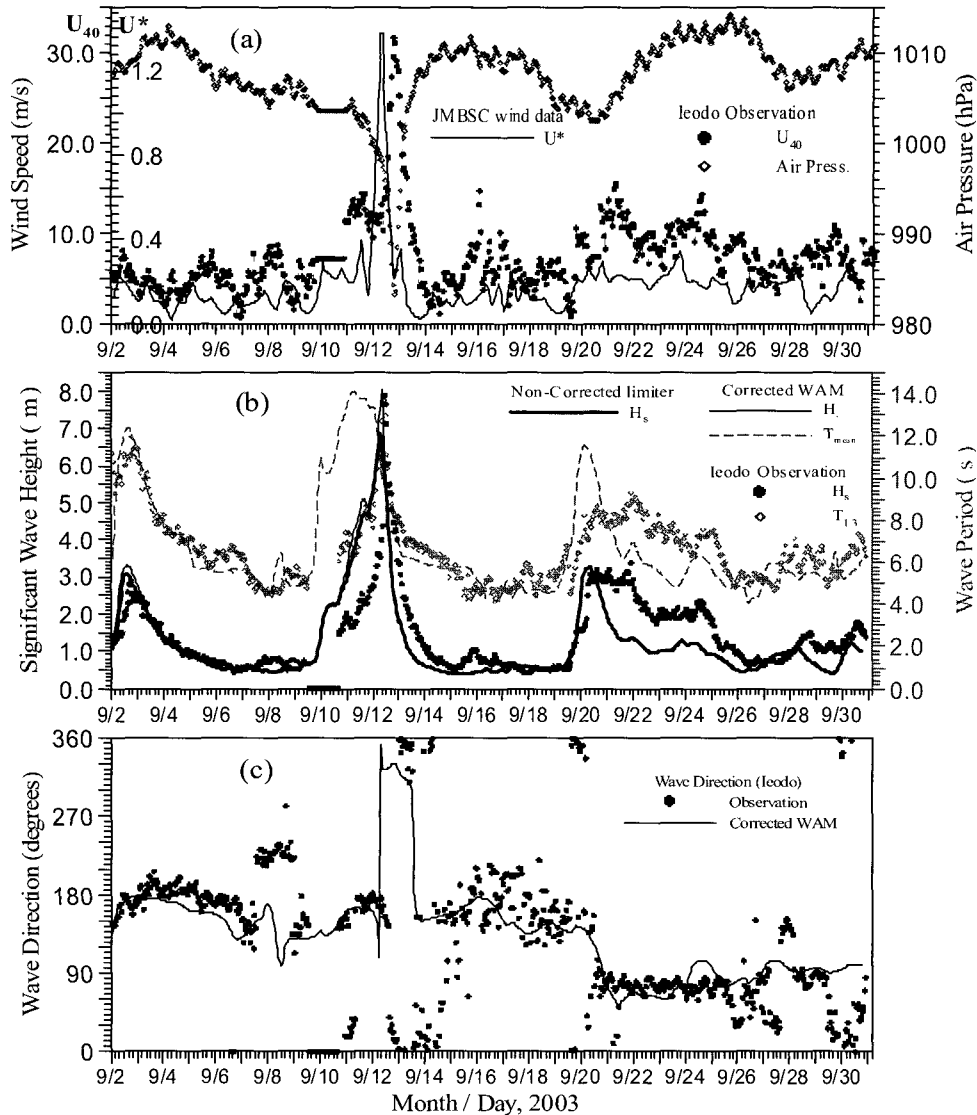 U40 U*
(a)
30.0
20.0
10.0
0.0
1.2
0.8
0.4
0.0
Wind Speed (m/s)
JMBSC wind data
U*
Ieodo Observation
U40
Air Press.
1010
1000
990
980
Air Pressure (hPa)
9/2 9/4 9/6 9/8 9/10 9/12 9/14 9/16 9/18 9/20 9/22 9/24 9/26 9/28 9/30
(b)
8.0
7.0
6.0
5.0
4.0
3.0
2.0
1.0
0.0
Significant Wave Height ( m )
Non-Corrected limiter
Hs
Corrected WAM
H
Tmean
Ieodo Observation
Hs
T1/3
14.0
12.0
10.0
8.0
6.0
4.0
2.0
0.0
Wave Period ( s )
9/2 9/4 9/6 9/8 9/10 9/12 9/14 9/16 9/18 9/20 9/22 9/24 9/26 9/28 9/30
(c)
360
270
180
90
0
Wave Direction (degrees)
Wave Direction (Ieodo)
Observation
Corrected WAM
9/2 9/4 9/6 9/8 9/10 9/12 9/14 9/16 9/18 9/20 9/22 9/24 9/26 9/28 9/30
Month / Day, 2003